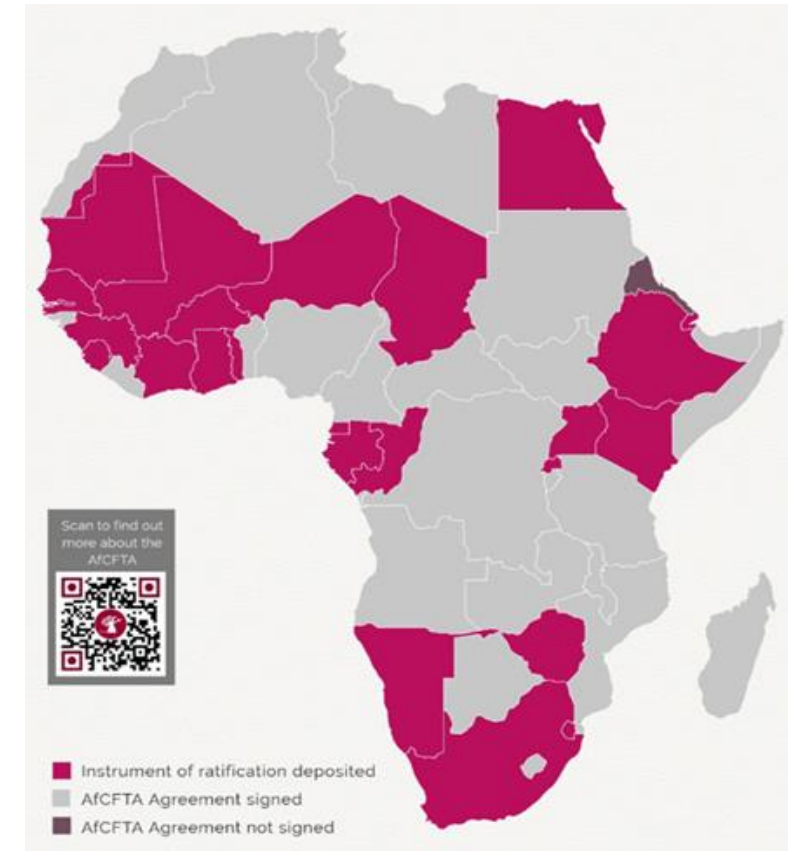 Scan to find out
more about the
AfCFTA
Instrument of ratification deposited
AfCFTA Agreement signed
AfCFTA Agreement not signed